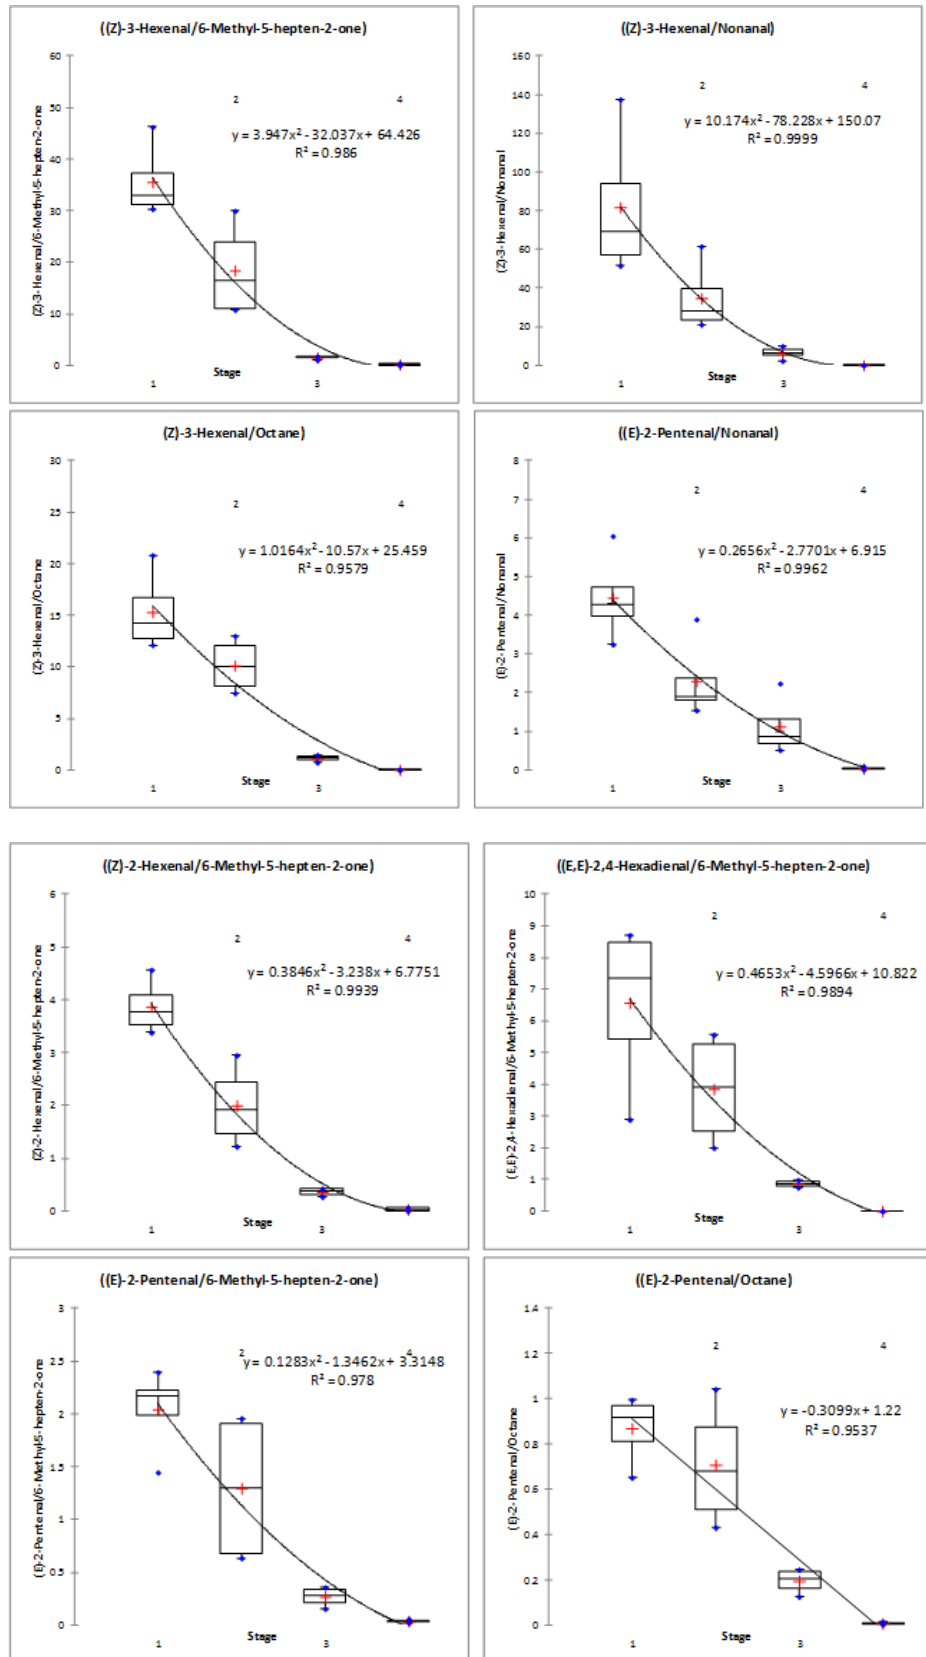 ((Z)-3-Hexenal/6-Methyl-5-hepten-2-one)
(Z)-3-Hexenal/6-Methyl-5-hepten-2-one
60
50
40
30
20
10
0
2
4
y = 3.947x² - 32.037x + 64.426
R² = 0.986
Stage
1
3
((Z)-3-Hexenal/Nonanal)
(Z)-3-Hexenal/Nonanal
160
140
120
100
80
60
40
20
0
2
4
y = 10.174x² - 78.228x + 150.07
R² = 0.9999
Stage
1
3
(Z)-3-Hexenal/Octane)
(Z)-3-Hexenal/Octane
30
25
20
15
10
5
0
2
4
y = 1.0164x² - 10.57x + 25.459
R² = 0.9579
Stage
1
3
((E)-2-Pentenal/Nonanal)
(E)-2-Pentenal/Nonanal
8
7
6
5
4
3
2
1
0
2
4
y = 0.2656x² - 2.7701x + 6.915
R² = 0.9962
Stage
1
3
((Z)-2-Hexenal/6-Methyl-5-hepten-2-one)
(Z)-2-Hexenal/6-Methyl-5-hepten-2-one
6
5
4
3
2
1
0
2
4
y = 0.3846x² - 3.238x + 6.7751
R² = 0.9939
Stage
1
3
((E,E)-2,4-Hexadienal/6-Methyl-5-hepten-2-one)
(E,E)-2,4-Hexadienal/6-Methyl-5-hepten-2-one
10
9
8
7
6
5
4
3
2
1
0
2
4
y = 0.4653x² - 4.5966x + 10.822
R² = 0.9894
Stage
1
3
((E)-2-Pentenal/6-Methyl-5-hepten-2-one)
(E)-2-Pentenal/6-Methyl-5-hepten-2-one
3
2.5
2
1.5
1
0.5
0
2
4
y = 0.1283x² - 1.3462x + 3.3148
R² = 0.978
Stage
1
3
((E)-2-Pentenal/Octane)
(E)-2-Pentenal/Octane
1.4
1.2
1
0.8
0.6
0.4
0.2
0
2
4
y = -0.3099x + 1.22
R² = 0.9537
Stage
1
3